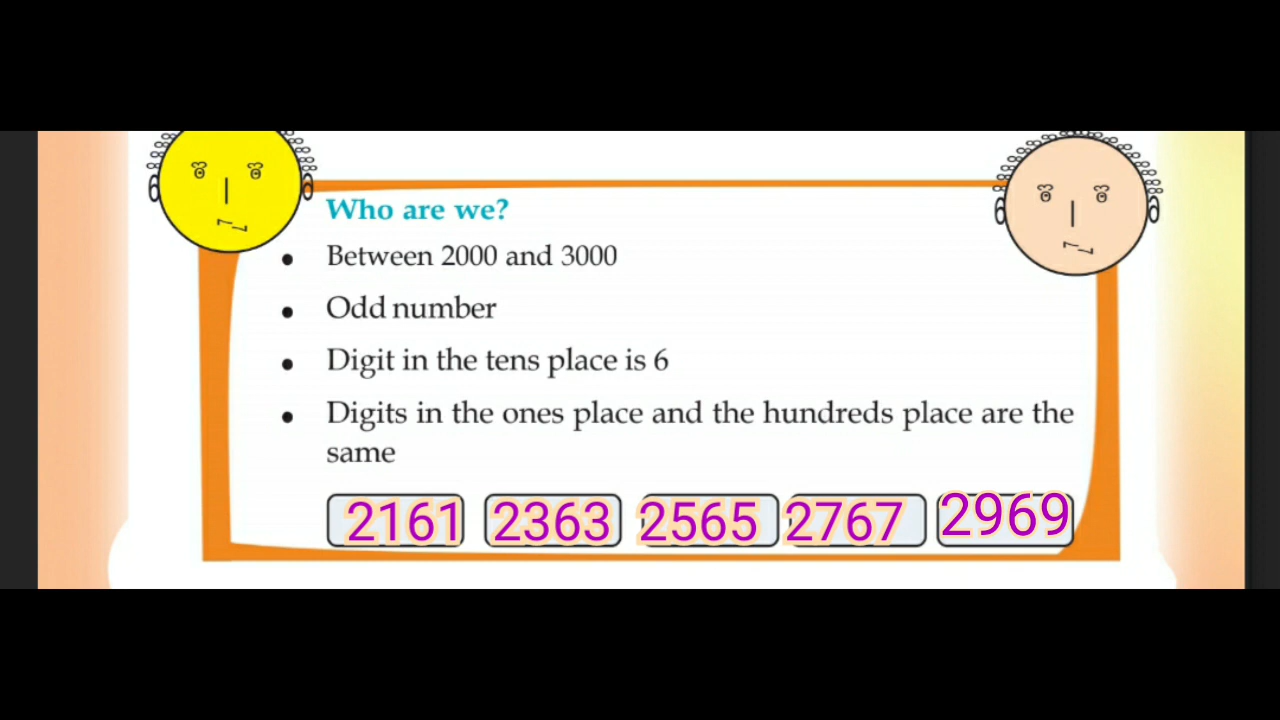 Who are we?
• Between 2000 and 3000
• Odd number
• Digit in the tens place is 6
• Digits in the ones place and the hundreds place are the
same
2161 2363 2565 2767 2969